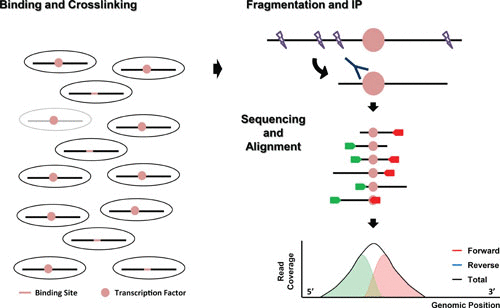 Binding and Crosslinking
Fragmentation and IP
Sequencing
and
Alignment
Binding Site
Transcription Factor
Read
Coverage
5’
3’
Forward
Reverse
Total
Genomic Position